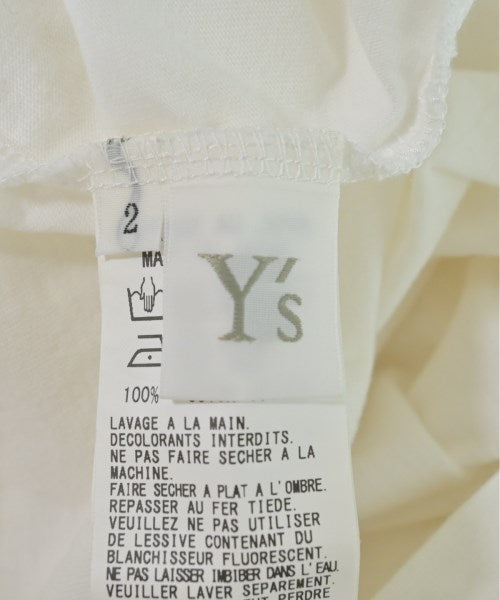 2
Y's
MA
100%
LAVAGE A LA MAIN.
DECOLORANTS INTERDITS.
NE PAS FAIRE SECHER A LA
MACHINE.
FAIRE SECHER A PLAT A L'OMBRE.
REPASSER AU FER TIEDE.
VEUILLEZ NE PAS UTILISER
DE LESSIVE CONTENANT DU
BLANCHISSEUR FLUORESCENT.
NE PAS LAISSER IMBIBER DANS L'EAU.
VEUILLER LAVER SEPAREMENT.
PEUT PERDRE